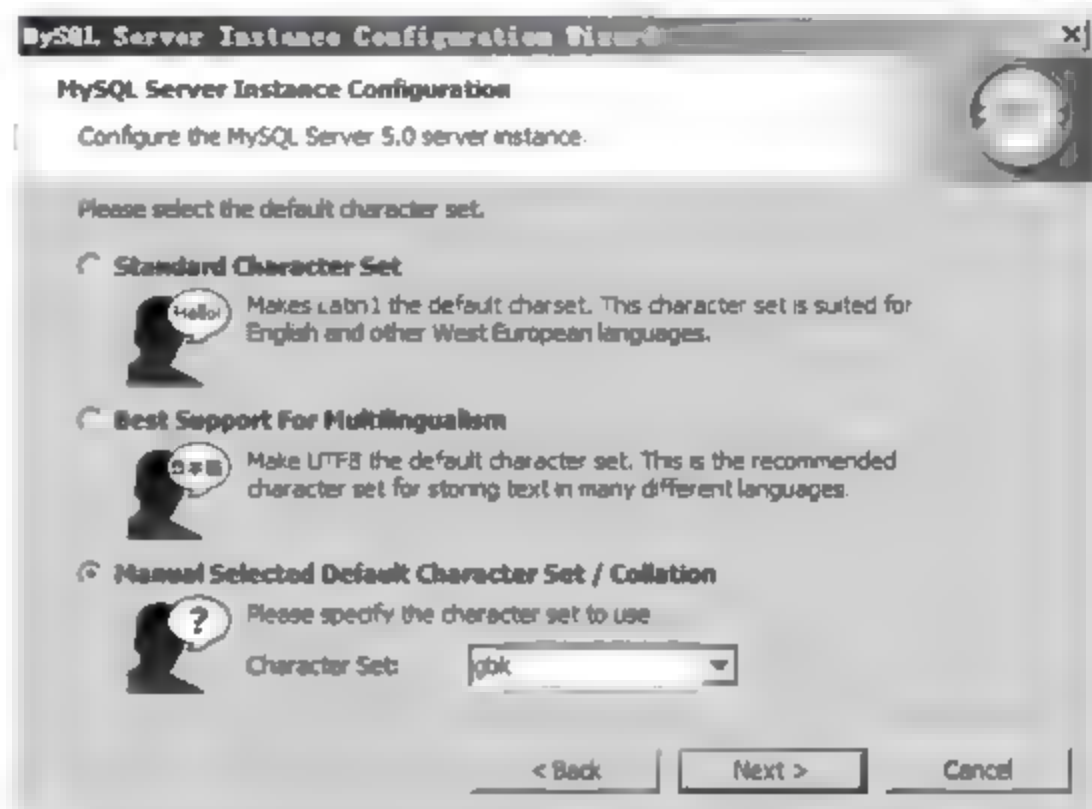 MySQL Server Instance Configuration Wizard
MySQL Server Instance Configuration
Configure the MySQL Server 5.0 server instance.
Please select the default character set.
Standard Character Set
Hello!
Makes Latin1 the default charset. This character set is suited for
English and other West European languages.
Best Support For Multilingualism
Make UTF8 the default character set. This is the recommended
character set for storing text in many different languages.
Manual Selected Default Character Set / Collation
?
Please specify the character set to use
Character Set:
gbk
< Back
Next >
Cancel